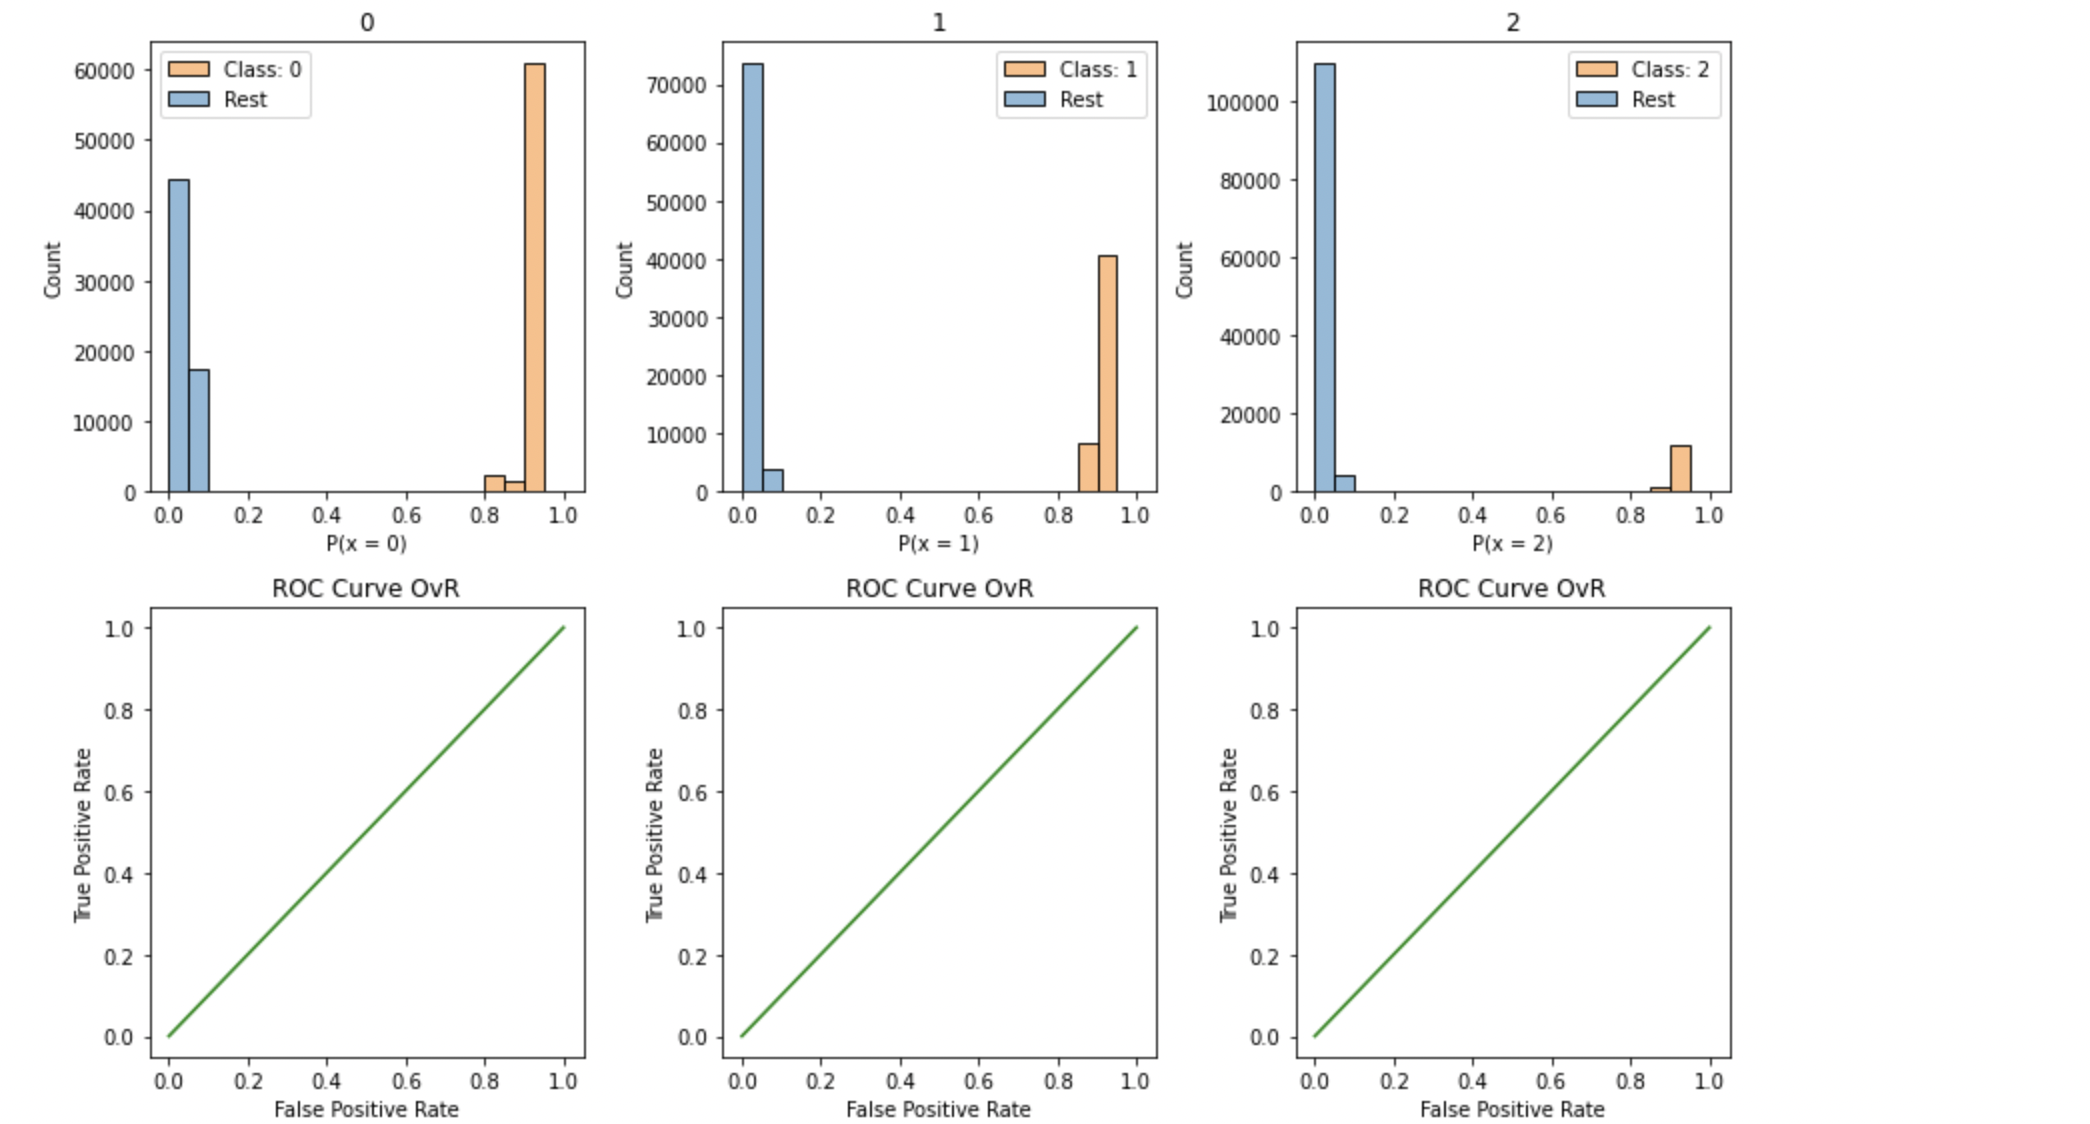 0
Class: 0
Rest
60000
50000
40000
30000
20000
10000
0
Count
0.0 0.2 0.4 0.6 0.8 1.0
P(x = 0)
1
Class: 1
Rest
70000
60000
50000
40000
30000
20000
10000
0
Count
0.0 0.2 0.4 0.6 0.8 1.0
P(x = 1)
2
Class: 2
Rest
100000
80000
60000
40000
20000
0
Count
0.0 0.2 0.4 0.6 0.8 1.0
P(x = 2)
ROC Curve OvR
1.0
0.8
0.6
0.4
0.2
0.0
True Positive Rate
0.0 0.2 0.4 0.6 0.8 1.0
False Positive Rate
ROC Curve OvR
1.0
0.8
0.6
0.4
0.2
0.0
True Positive Rate
0.0 0.2 0.4 0.6 0.8 1.0
False Positive Rate
ROC Curve OvR
1.0
0.8
0.6
0.4
0.2
0.0
True Positive Rate
0.0 0.2 0.4 0.6 0.8 1.0
False Positive Rate